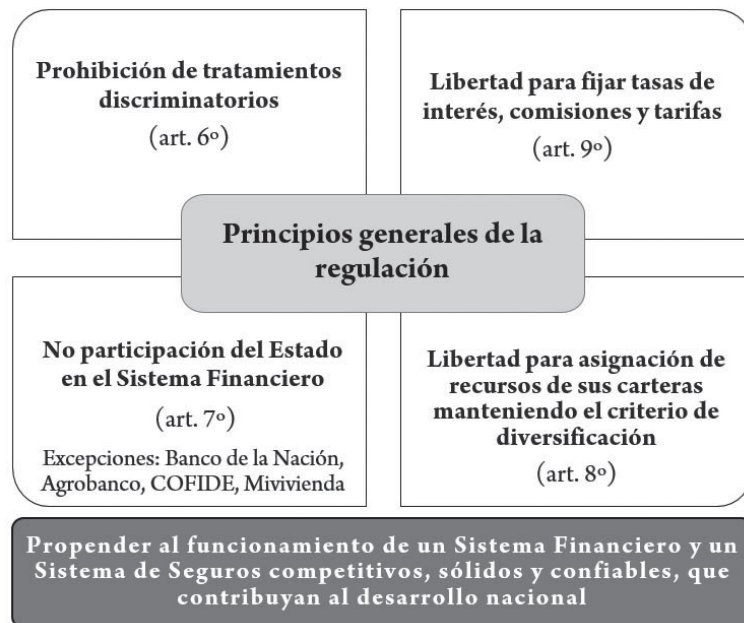 Prohibición de tratamientos
discriminatorios
(art. 6º)
Libertad para fijar tasas de
interés, comisiones y tarifas
(art. 9º)
Principios generales de la
regulación
No participación del Estado
en el Sistema Financiero
(art. 7º)
Excepciones: Banco de la Nación,
Agrobanco, COFIDE, Mivivienda
Libertad para asignación de
recursos de sus carteras
manteniendo el criterio de
diversificación
(art. 8º)
Propender al funcionamiento de un Sistema Financiero y un
Sistema de Seguros competitivos, sólidos y confiables, que
contribuyan al desarrollo nacional